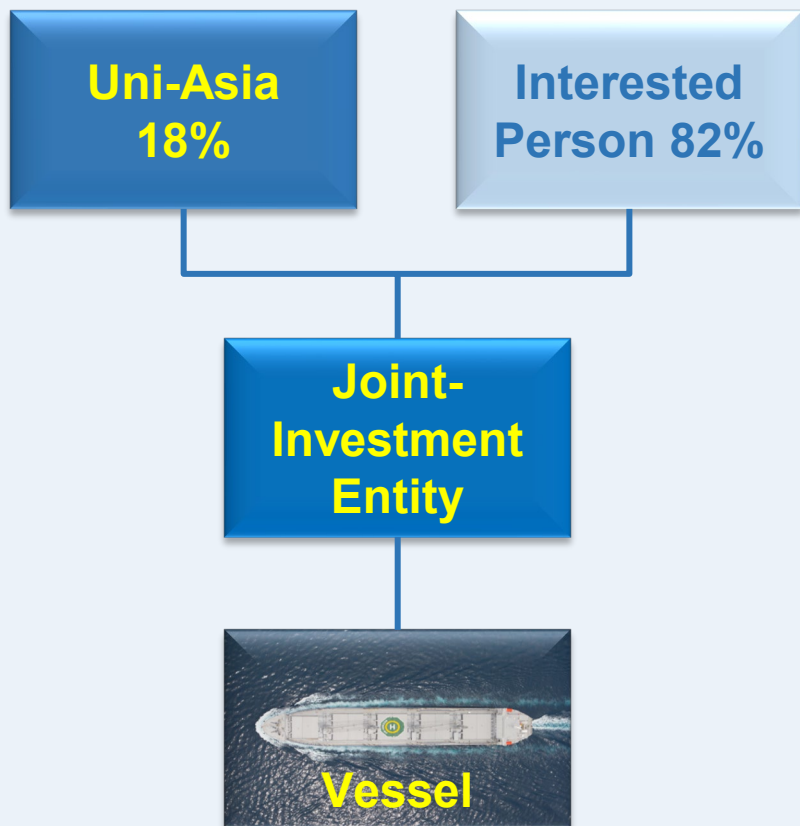 Uni-Asia
18%
Interested
Person 82%
Joint-
Investment
Entity
Vessel